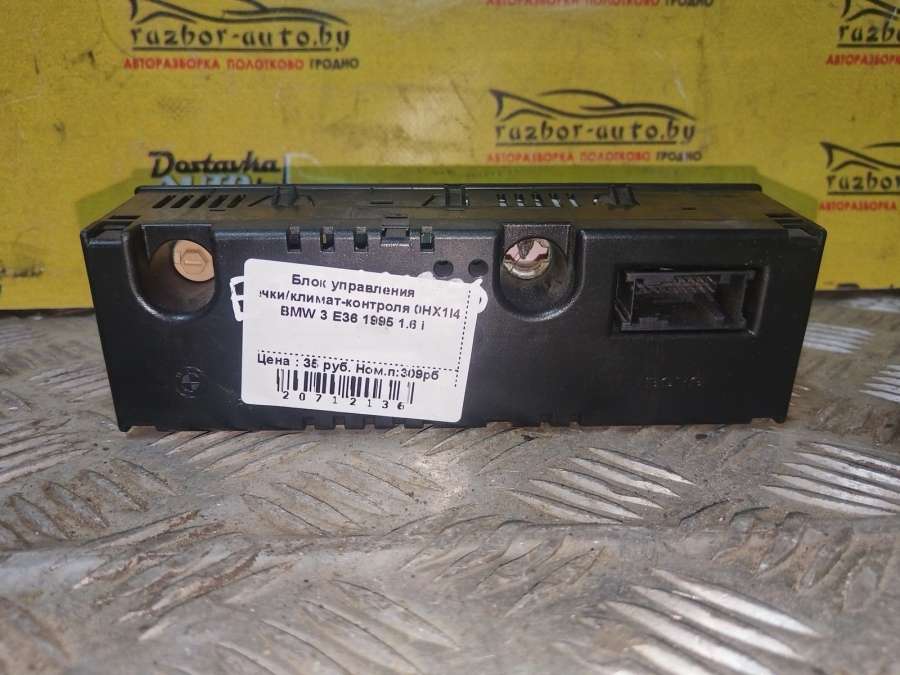 razbor-auto.by
АВТОРАЗБОРКА ПОЛОТКОВО ГРОДНО
razbor-auto.by
АВТОРАЗБОРКА ПОЛОТКОВО ГРОДНО
razbor-auto.by
АВТОРАЗБОРКА ПОЛОТКОВО ГРОДНО
razbor-auto.by
АВТОРАЗБОРКА
Dostavka
Блок управления
чки/климат-контроля 0HX1I4
BMW 3 E36 1995 1.6 i
Цена : 35 руб. Ном.п:309рб
20712136